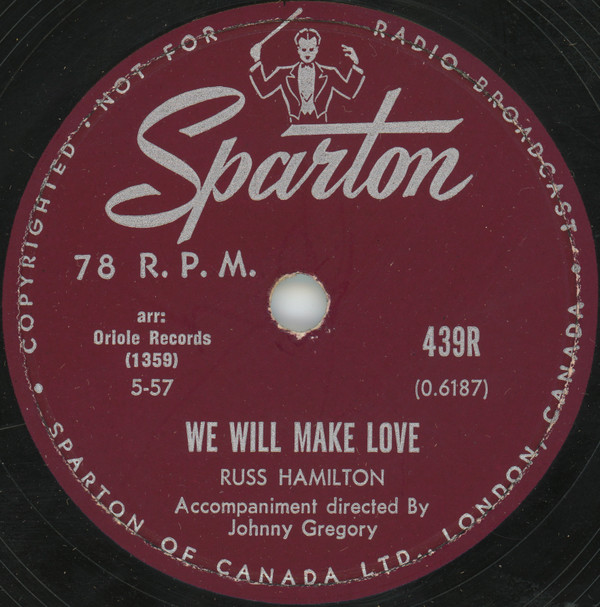 COPYRIGHTED · NOT FOR RADIO BROADCAST ·
Sparton
78 R. P. M.
arr:
Oriole Records
(1359)
5-57
439R
(0.6187)
WE WILL MAKE LOVE
RUSS HAMILTON
Accompaniment directed By
Johnny Gregory
SPARTON OF CANADA LTD., LONDON, CANADA